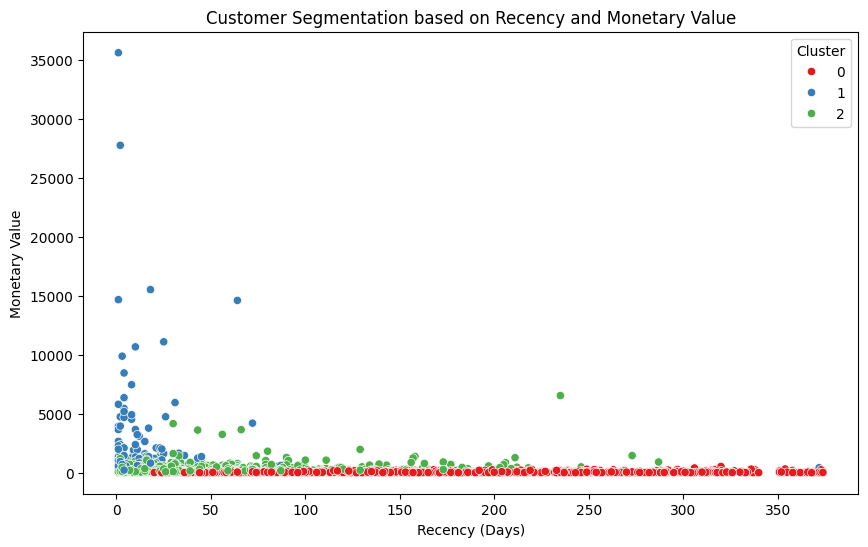 Customer Segmentation based on Recency and Monetary Value
Cluster
0
1
2
35000
30000
25000
20000
15000
10000
5000
0
Monetary Value
0 50 100 150 200 250 300 350
Recency (Days)